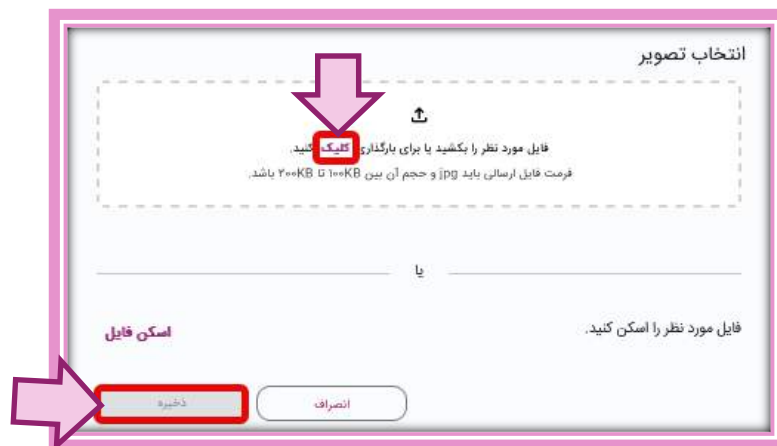 انتخاب تصویر
فایل مورد نظر را بکشید یا برای بارگذاری کلیک کنید.
فرمت فایل ارسالی باید jpg و حجم آن بین ۱۰۰KB تا ۲۰۰KB باشد.
یا
فایل مورد نظر را اسکن کنید.
اسکن فایل
انصراف
ذخیره